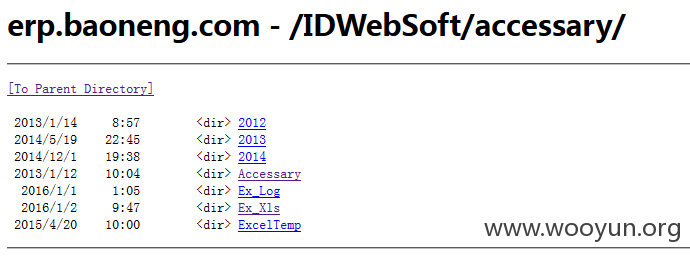 erp.baoneng.com - /IDWebSoft/accessary/
[To Parent Directory]
2013/1/14 8:57 <dir> 2012
2014/5/19 22:45 <dir> 2013
2014/12/1 19:38 <dir> 2014
2013/1/12 10:04 <dir> Accessary
2016/1/1 1:05 <dir> Ex_Log
2016/1/2 9:47 <dir> Ex_Xls
2015/4/20 10:00 <dir> ExcelTemp
www.wooyun.org